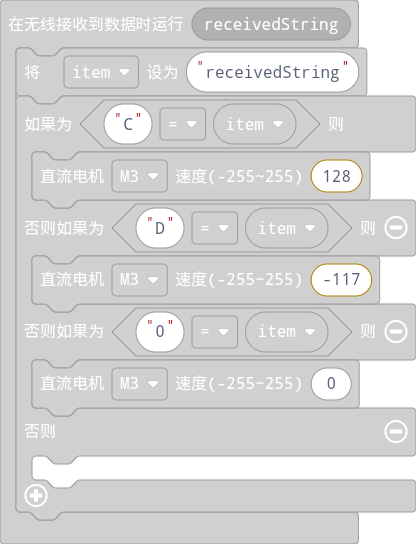 在无线接收到数据时运行 receivedString
将 item 设为 "receivedString"
如果为 "C" = item 则
直流电机 M3 速度(-255~255) 128
否则如果为 "D" = item 则
直流电机 M3 速度(-255~255) -117
否则如果为 "0" = item 则
直流电机 M3 速度(-255~255) 0
否则